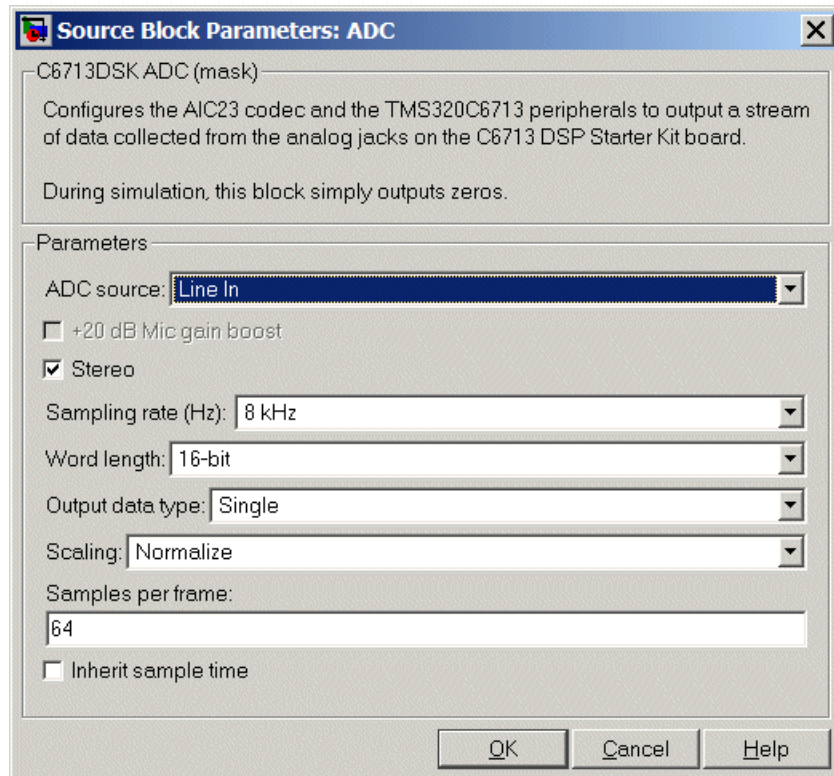 Source Block Parameters: ADC
C6713DSK ADC (mask)
Configures the AIC23 codec and the TMS320C6713 peripherals to output a stream
of data collected from the analog jacks on the C6713 DSP Starter Kit board.
During simulation, this block simply outputs zeros.
Parameters
ADC source: Line In
+20 dB Mic gain boost
Stereo
Sampling rate (Hz): 8 kHz
Word length: 16-bit
Output data type: Single
Scaling: Normalize
Samples per frame:
64
Inherit sample time
OK Cancel Help